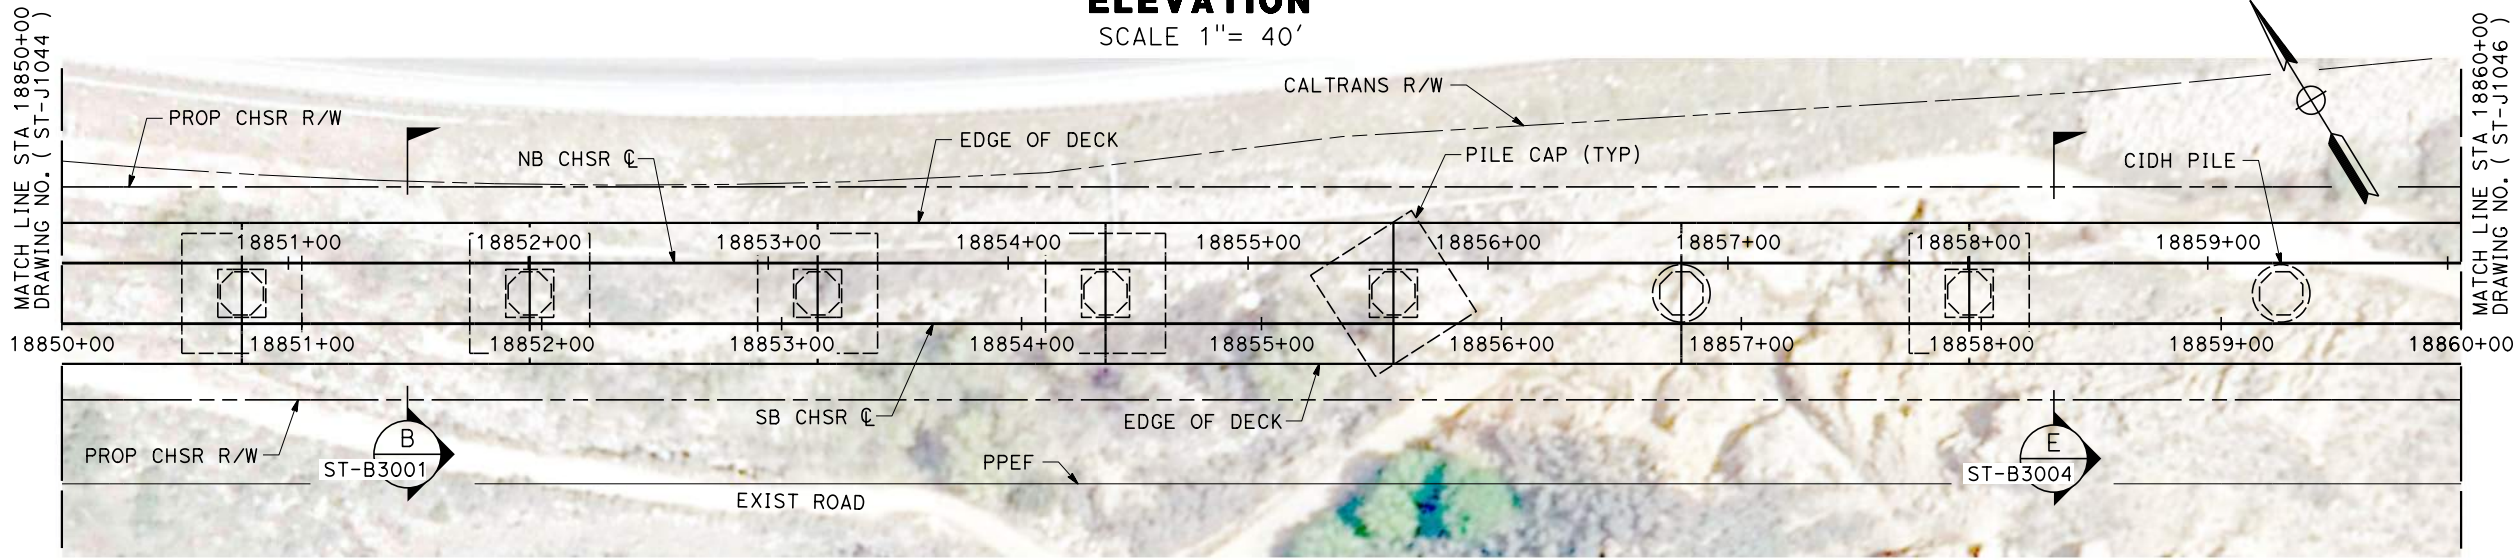 ELEVATION
SCALE 1"= 40'
MATCH LINE STA 18850+00
DRAWING NO. ( ST-J1044 )
MATCH LINE STA 18860+00
DRAWING NO. ( ST-J1046 )
CALTRANS R/W
PROP CHSR R/W
EDGE OF DECK
NB CHSR ℄
PILE CAP (TYP)
CIDH PILE
18851+00
18852+00
18853+00
18854+00
18855+00
18856+00
18857+00
18858+00
18859+00
18850+00
18851+00
18852+00
18853+00
18854+00
18855+00
18856+00
18857+00
18858+00
18859+00
18860+00
SB CHSR ℄
EDGE OF DECK
PROP CHSR R/W
B
ST-B3001
PPEF
E
ST-B3004
EXIST ROAD